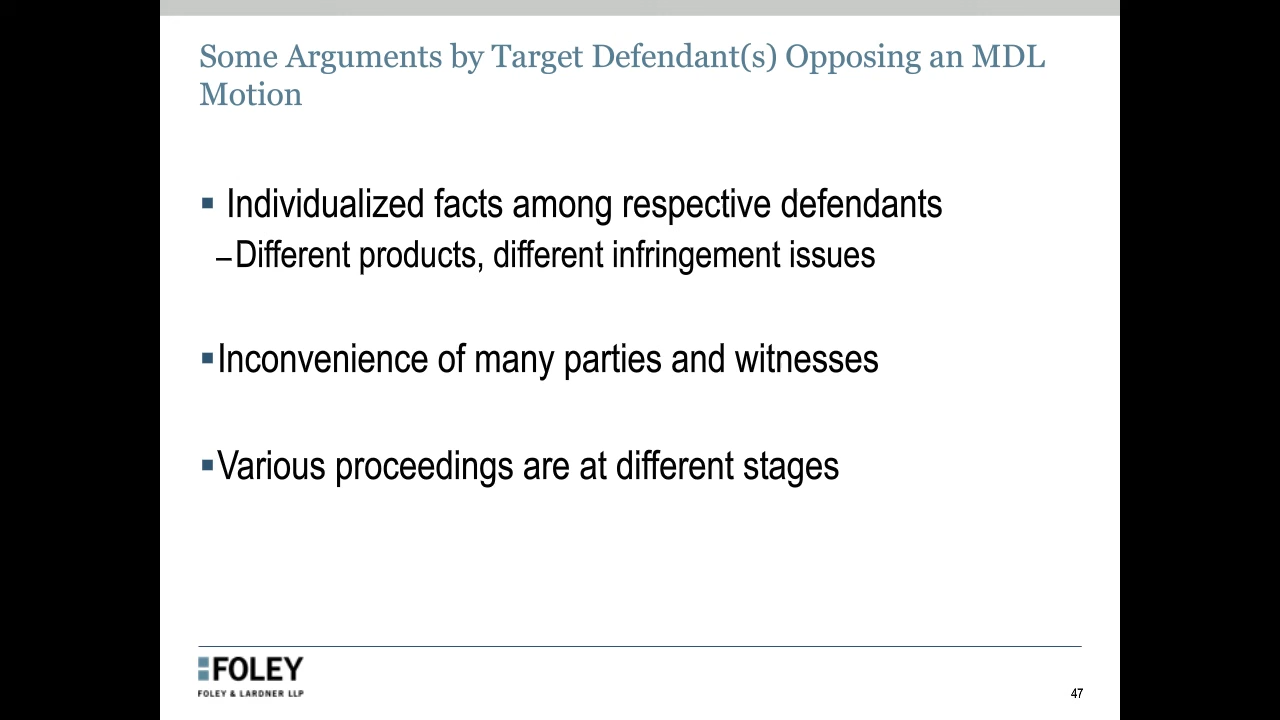 Some Arguments by Target Defendant(s) Opposing an MDL
Motion
▪ Individualized facts among respective defendants
–Different products, different infringement issues
▪Inconvenience of many parties and witnesses
▪Various proceedings are at different stages
FOLEY
FOLEY & LARDNER LLP
47